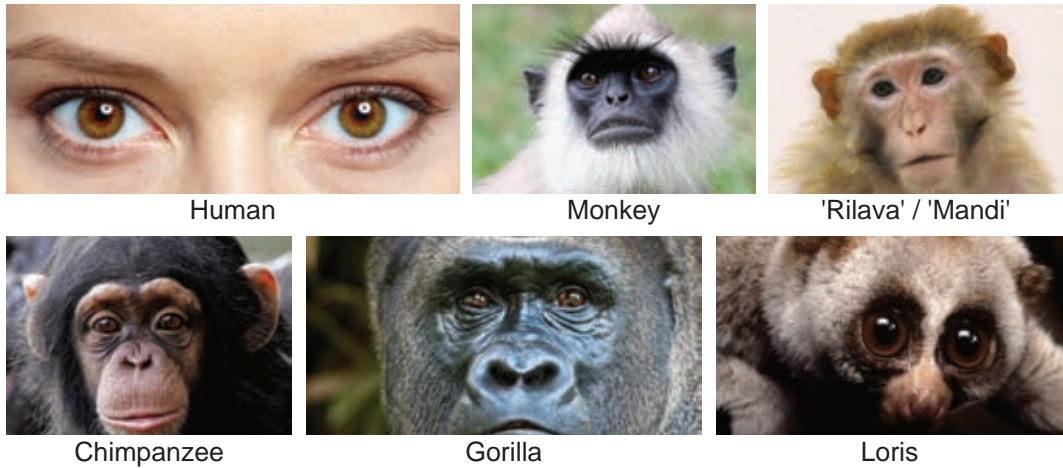 Human
Monkey
'Rilava' / 'Mandi'
Chimpanzee
Gorilla
Loris